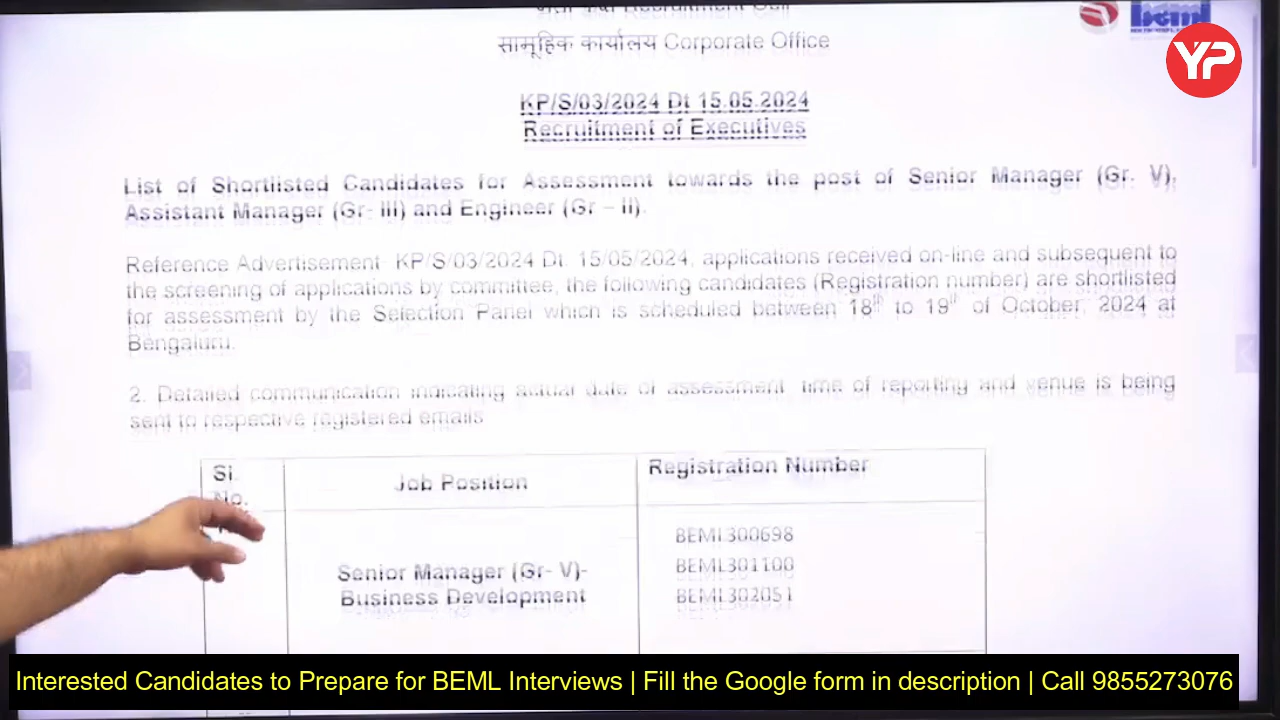 भर्ती कक्ष Recruitment Cell
सामूहिक कार्यालय Corporate Office
beml
YP
KP/S/03/2024 Dt 15.05.2024
Recruitment of Executives
List of Shortlisted Candidates for Assessment towards the post of Senior Manager (Gr. V),
Assistant Manager (Gr- III) and Engineer (Gr – II).
Reference Advertisement KP/S/03/2024 Dt. 15/05/2024, applications received on-line and subsequent to
the screening of applications by committee, the following candidates (Registration number) are shortlisted
for assessment by the Selection Panel which is scheduled between 18th to 19th of October, 2024 at
Bengaluru.
2. Detailed communication indicating actual date of assessment, time of reporting and venue is being
sent to respective registered emails
Sl.
No.
Job Position
Registration Number
Senior Manager (Gr- V)-
Business Development
BEML300698
BEML301100
BEML302051
Interested Candidates to Prepare for BEML Interviews | Fill the Google form in description | Call 9855273076